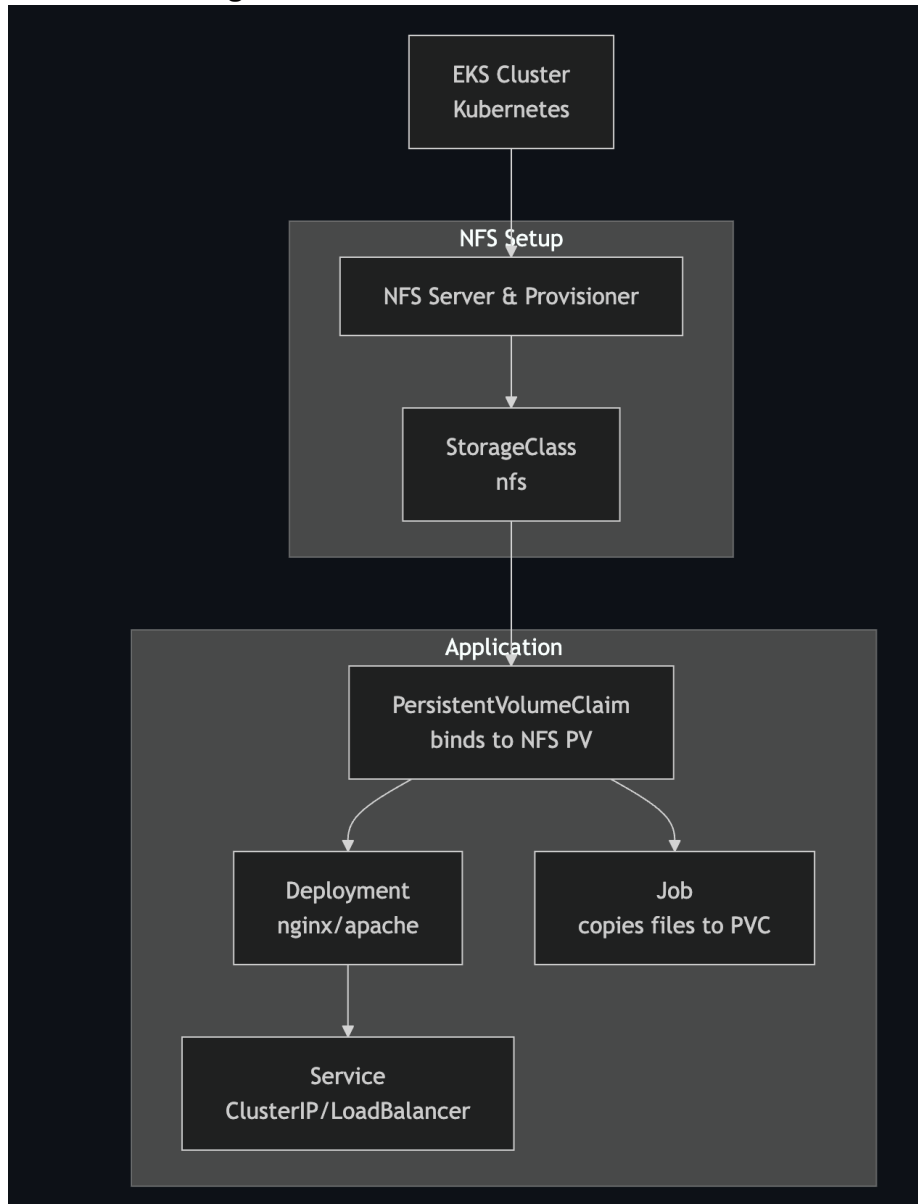 EKS Cluster
Kubernetes
NFS Setup
NFS Server & Provisioner
StorageClass
nfs
Application
PersistentVolumeClaim
binds to NFS PV
Deployment
nginx/apache
Job
copies files to PVC
Service
ClusterIP/LoadBalancer